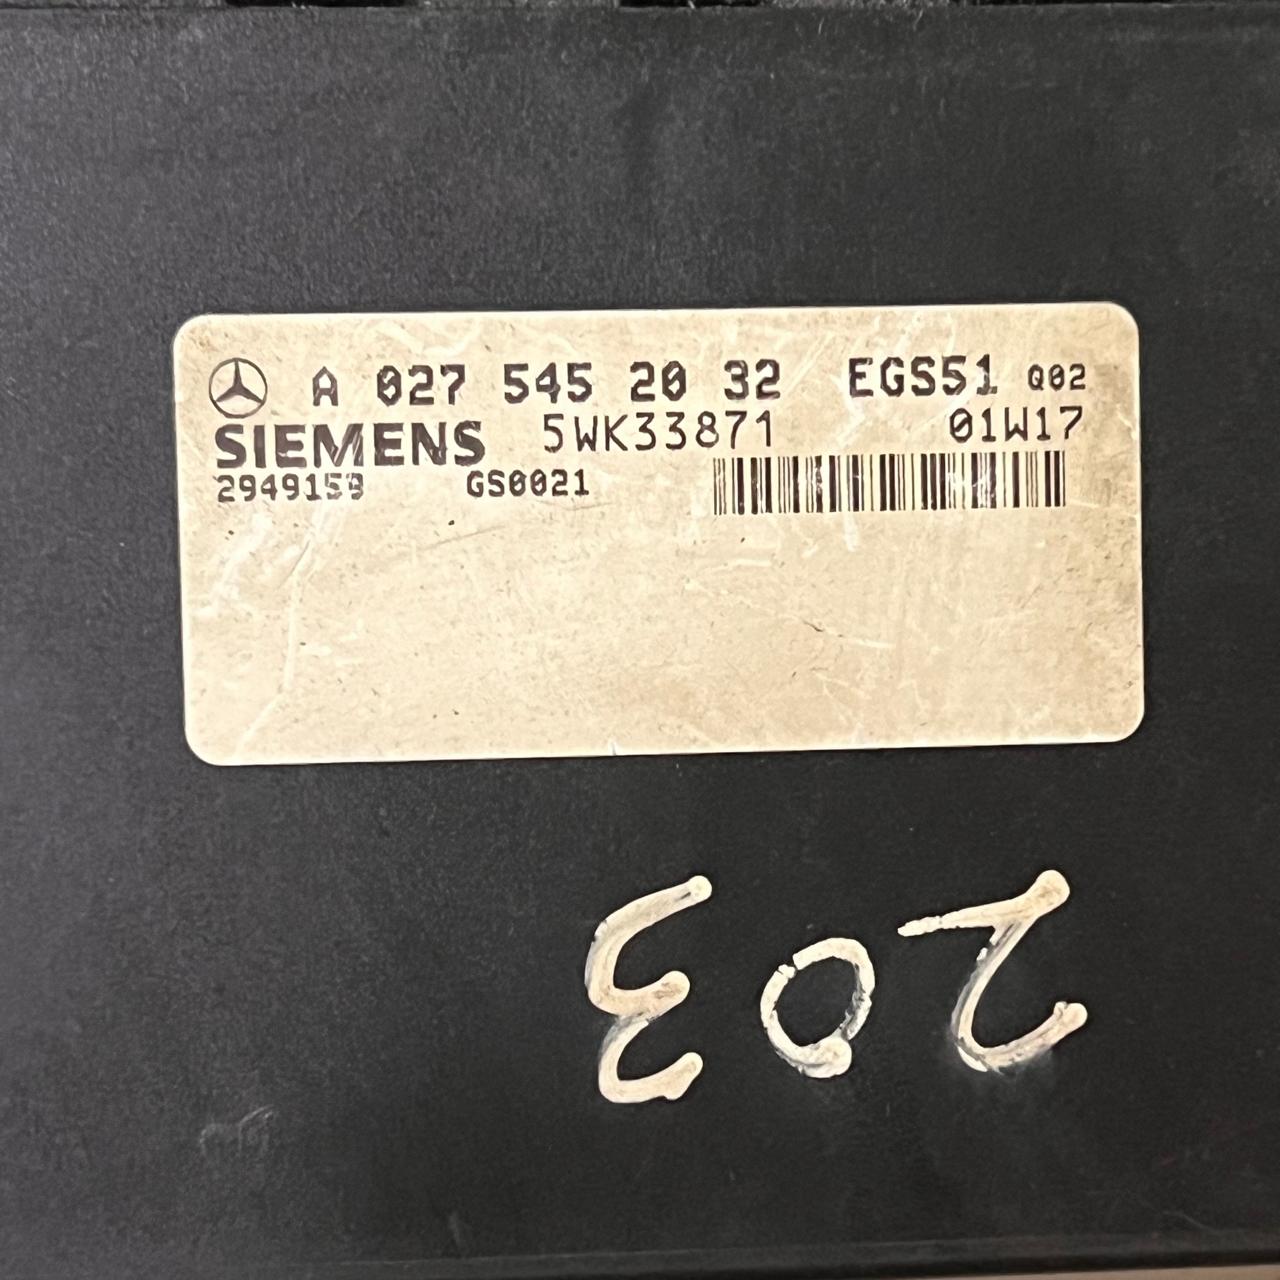 A 027 545 20 32 EGS51 Q02
SIEMENS 5WK33871 01W17
2949159 GS0021
203